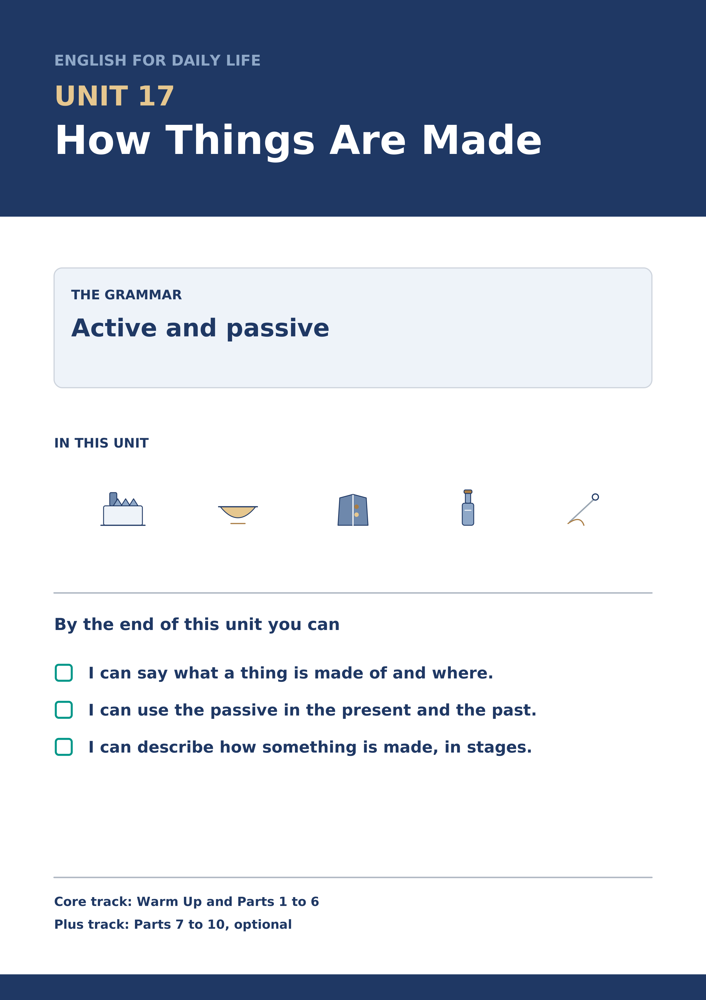 ENGLISH FOR DAILY LIFE
UNIT 17
How Things Are Made
THE GRAMMAR
Active and passive
IN THIS UNIT
By the end of this unit you can
I can say what a thing is made of and where.
I can use the passive in the present and the past.
I can describe how something is made, in stages.
Core track: Warm Up and Parts 1 to 6
Plus track: Parts 7 to 10, optional